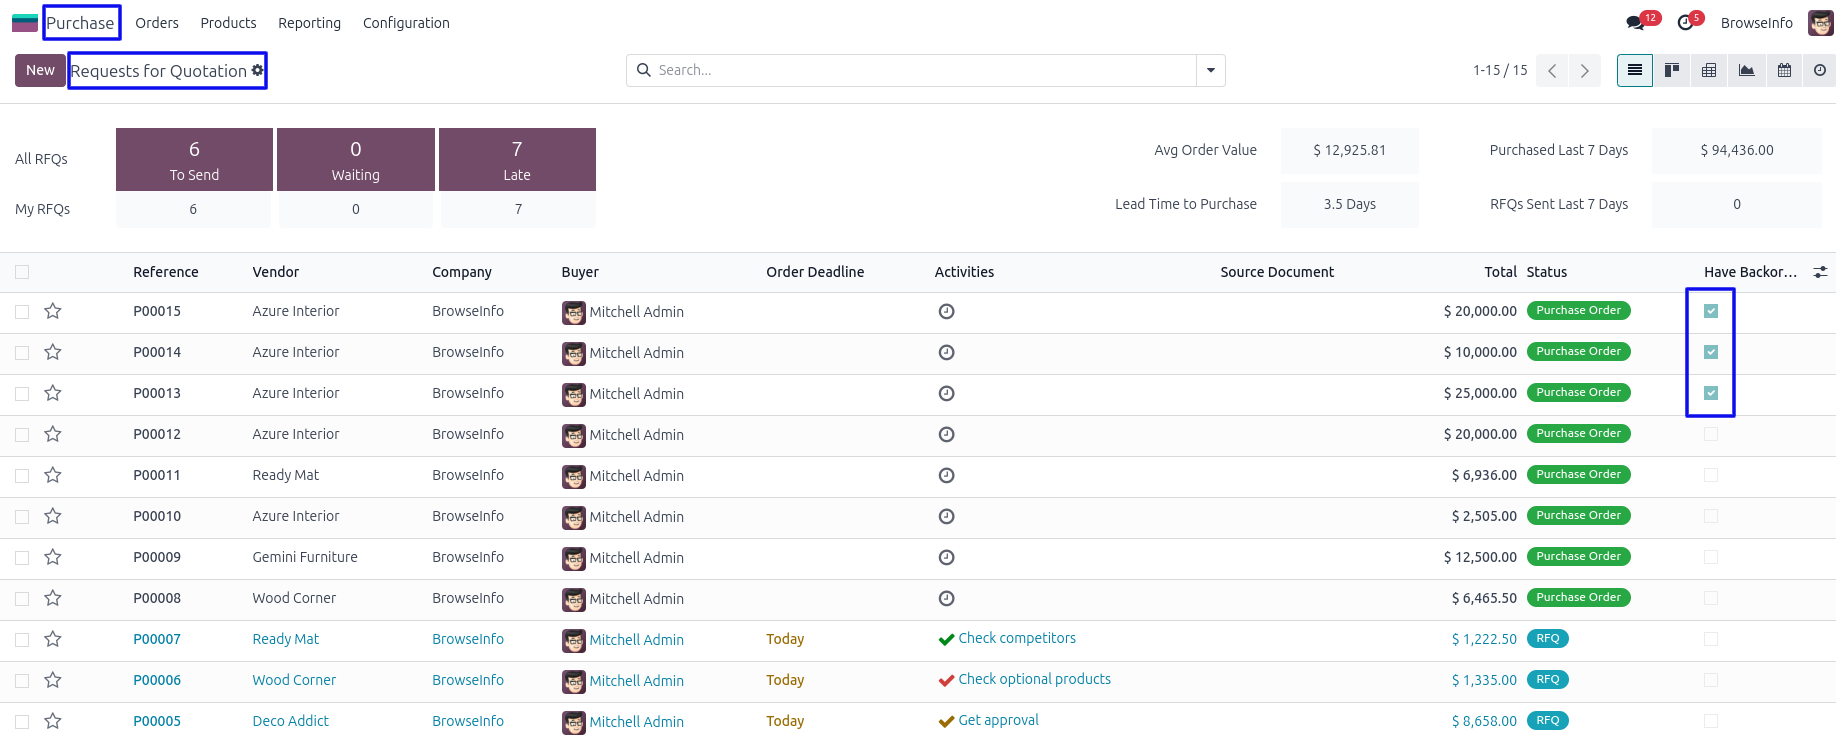 Purchase Orders Products Reporting Configuration 12 5 BrowseInfo
New Requests for Quotation Search... 1-15 / 15
6 0 7
All RFQs To Send Waiting Late
My RFQs 6 0 7
Avg Order Value $ 12,925.81 Purchased Last 7 Days $ 94,436.00
Lead Time to Purchase 3.5 Days RFQs Sent Last 7 Days 0
Reference Vendor Company Buyer Order Deadline Activities Source Document Total Status Have Backor...
P00015 Azure Interior BrowseInfo Mitchell Admin $ 20,000.00 Purchase Order
P00014 Azure Interior BrowseInfo Mitchell Admin $ 10,000.00 Purchase Order
P00013 Azure Interior BrowseInfo Mitchell Admin $ 25,000.00 Purchase Order
P00012 Azure Interior BrowseInfo Mitchell Admin $ 20,000.00 Purchase Order
P00011 Ready Mat BrowseInfo Mitchell Admin $ 6,936.00 Purchase Order
P00010 Azure Interior BrowseInfo Mitchell Admin $ 2,505.00 Purchase Order
P00009 Gemini Furniture BrowseInfo Mitchell Admin $ 12,500.00 Purchase Order
P00008 Wood Corner BrowseInfo Mitchell Admin $ 6,465.50 Purchase Order
P00007 Ready Mat BrowseInfo Mitchell Admin Today Check competitors $ 1,222.50 RFQ
P00006 Wood Corner BrowseInfo Mitchell Admin Today Check optional products $ 1,335.00 RFQ
P00005 Deco Addict BrowseInfo Mitchell Admin Today Get approval $ 8,658.00 RFQ